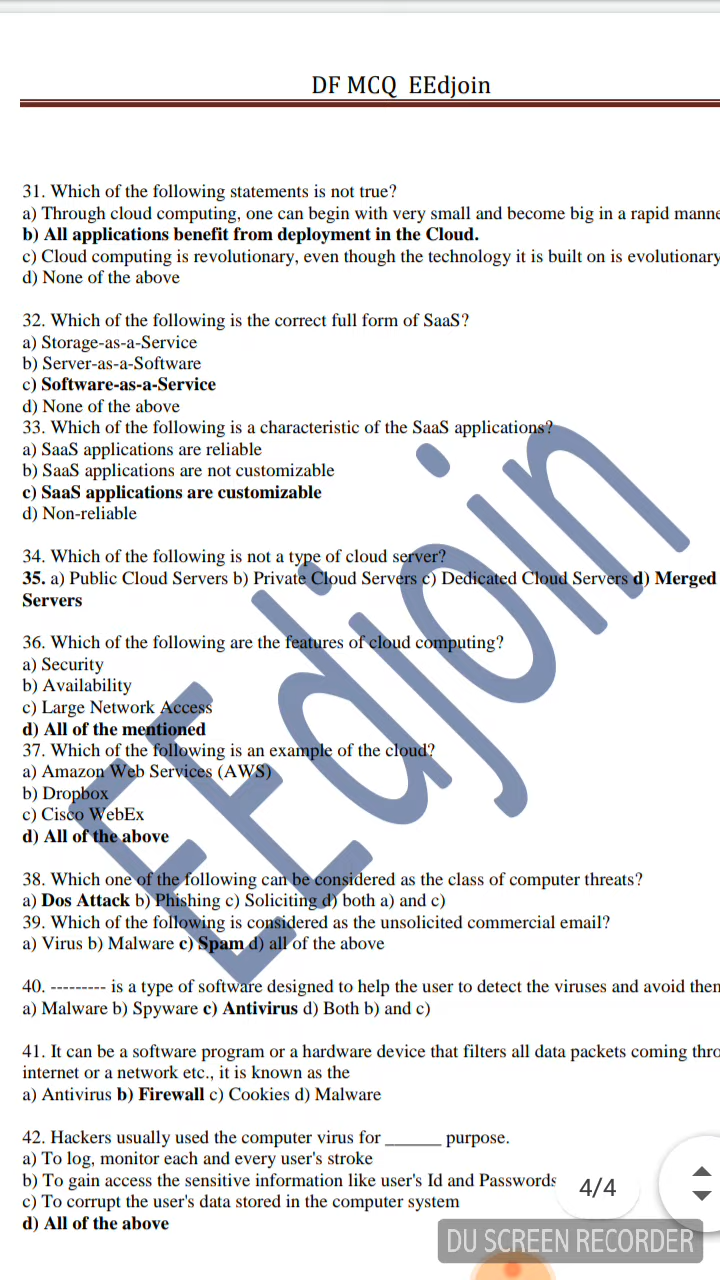 DF MCQ EEdjoin
31. Which of the following statements is not true?
a) Through cloud computing, one can begin with very small and become big in a rapid manne
b) All applications benefit from deployment in the Cloud.
c) Cloud computing is revolutionary, even though the technology it is built on is evolutionary
d) None of the above
32. Which of the following is the correct full form of SaaS?
a) Storage-as-a-Service
b) Server-as-a-Software
c) Software-as-a-Service
d) None of the above
33. Which of the following is a characteristic of the SaaS applications?
a) SaaS applications are reliable
b) SaaS applications are not customizable
c) SaaS applications are customizable
d) Non-reliable
34. Which of the following is not a type of cloud server?
35. a) Public Cloud Servers b) Private Cloud Servers c) Dedicated Cloud Servers d) Merged
Servers
36. Which of the following are the features of cloud computing?
a) Security
b) Availability
c) Large Network Access
d) All of the mentioned
37. Which of the following is an example of the cloud?
a) Amazon Web Services (AWS)
b) Dropbox
c) Cisco WebEx
d) All of the above
38. Which one of the following can be considered as the class of computer threats?
a) Dos Attack b) Phishing c) Soliciting d) both a) and c)
39. Which of the following is considered as the unsolicited commercial email?
a) Virus b) Malware c) Spam d) all of the above
40. --------- is a type of software designed to help the user to detect the viruses and avoid them
a) Malware b) Spyware c) Antivirus d) Both b) and c)
41. It can be a software program or a hardware device that filters all data packets coming thro
internet or a network etc., it is known as the
a) Antivirus b) Firewall c) Cookies d) Malware
42. Hackers usually used the computer virus for ______ purpose.
a) To log, monitor each and every user's stroke
b) To gain access the sensitive information like user's Id and Passwords
c) To corrupt the user's data stored in the computer system
d) All of the above
EEdjoin
4/4
DU SCREEN RECORDER